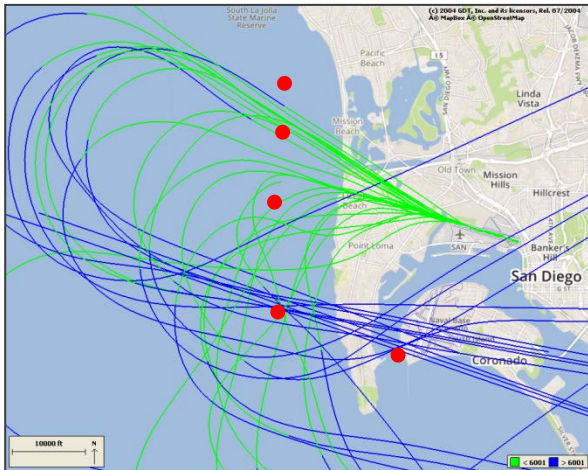 (c) 2004 GDT, Inc. and its licensors, Rel. 07/2004
Â© MapBox Â© OpenStreetMap
South La Jolla
State Marine
Reserve
Pacific
Beach
I 5
Linda
Vista
Mission
Beach
Old Town
Mission
Hills
Hillcrest
Beach
Point Loma
SAN
Banker's
Hill
San Diego
G ST
Naval Base
Coronado
10000 ft
N
< 6001
> 6001